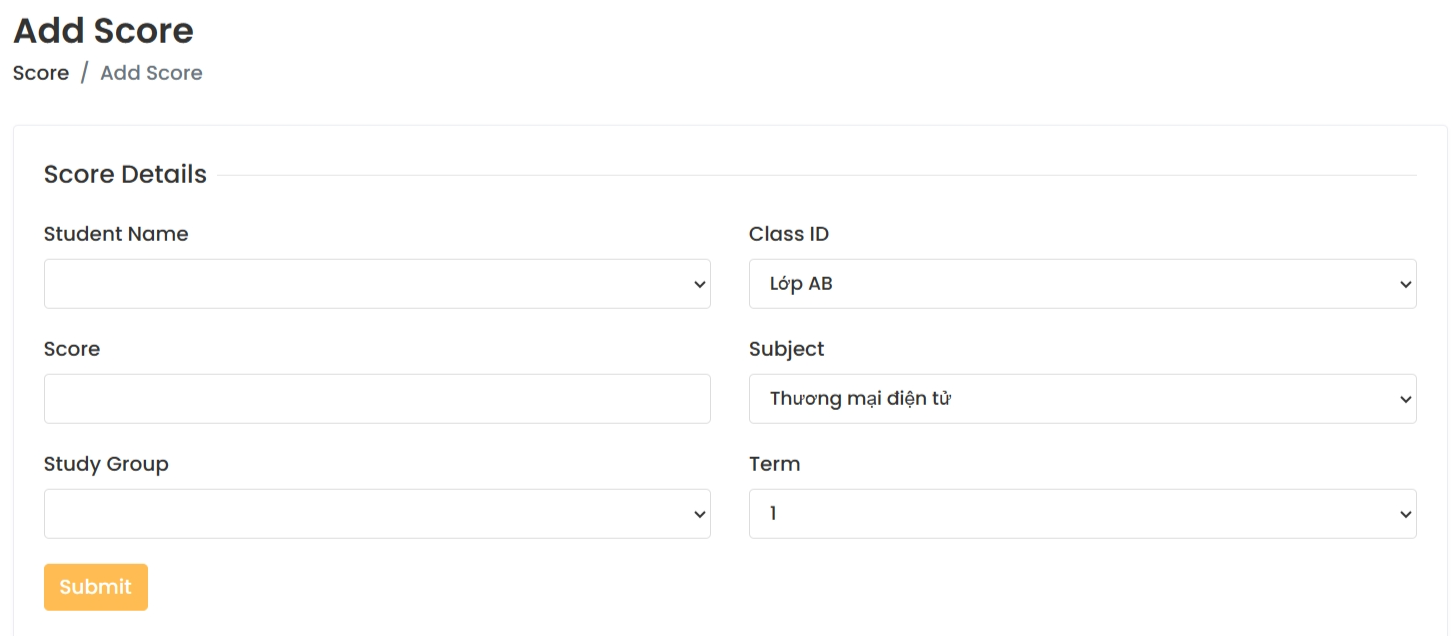 Add Score
Score / Add Score
Score Details
Student Name
Class ID
Lớp AB
Score
Subject
Thương mại điện tử
Study Group
Term
1
Submit